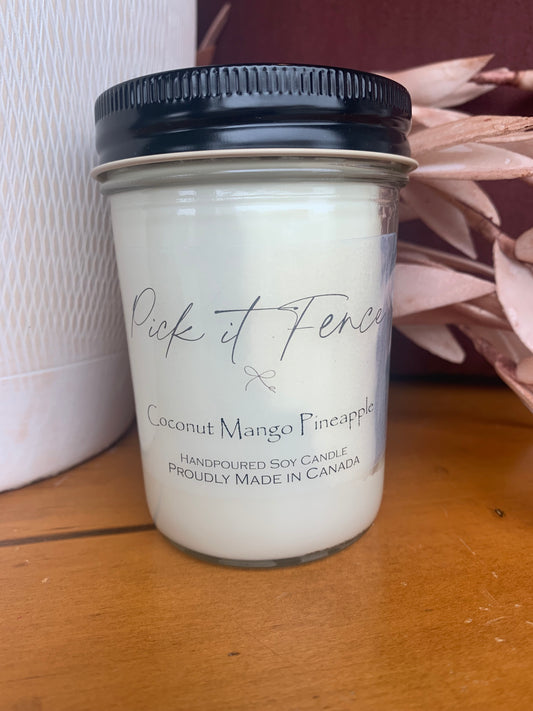 Pick it Fence
Coconut Mango Pineapple
Handpoured Soy Candle
Proudly Made in Canada